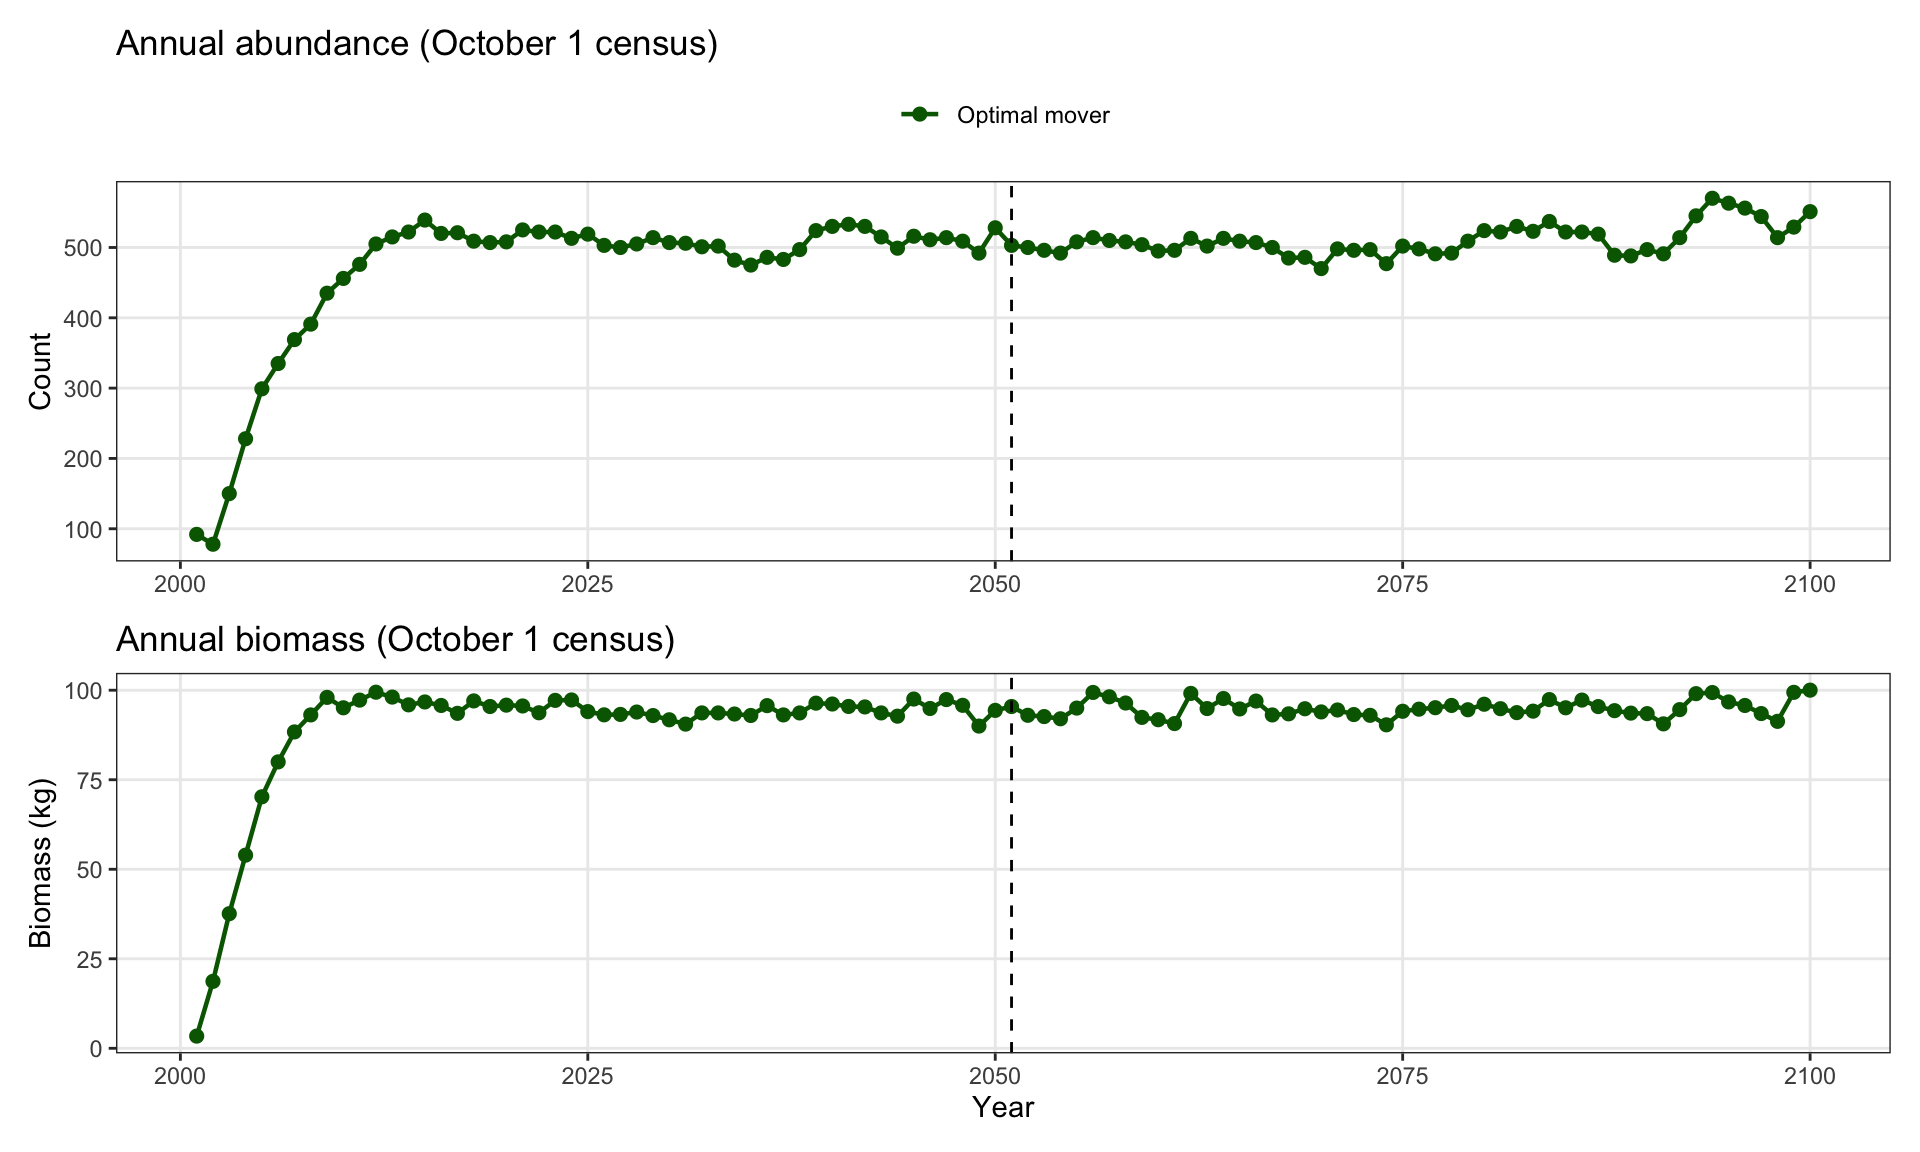 Annual abundance (October 1 census)
Optimal mover
Count
500
400
300
200
100
2000 2025 2050 2075 2100
Annual biomass (October 1 census)
Biomass (kg)
100
75
50
25
0
2000 2025 2050 2075 2100
Year